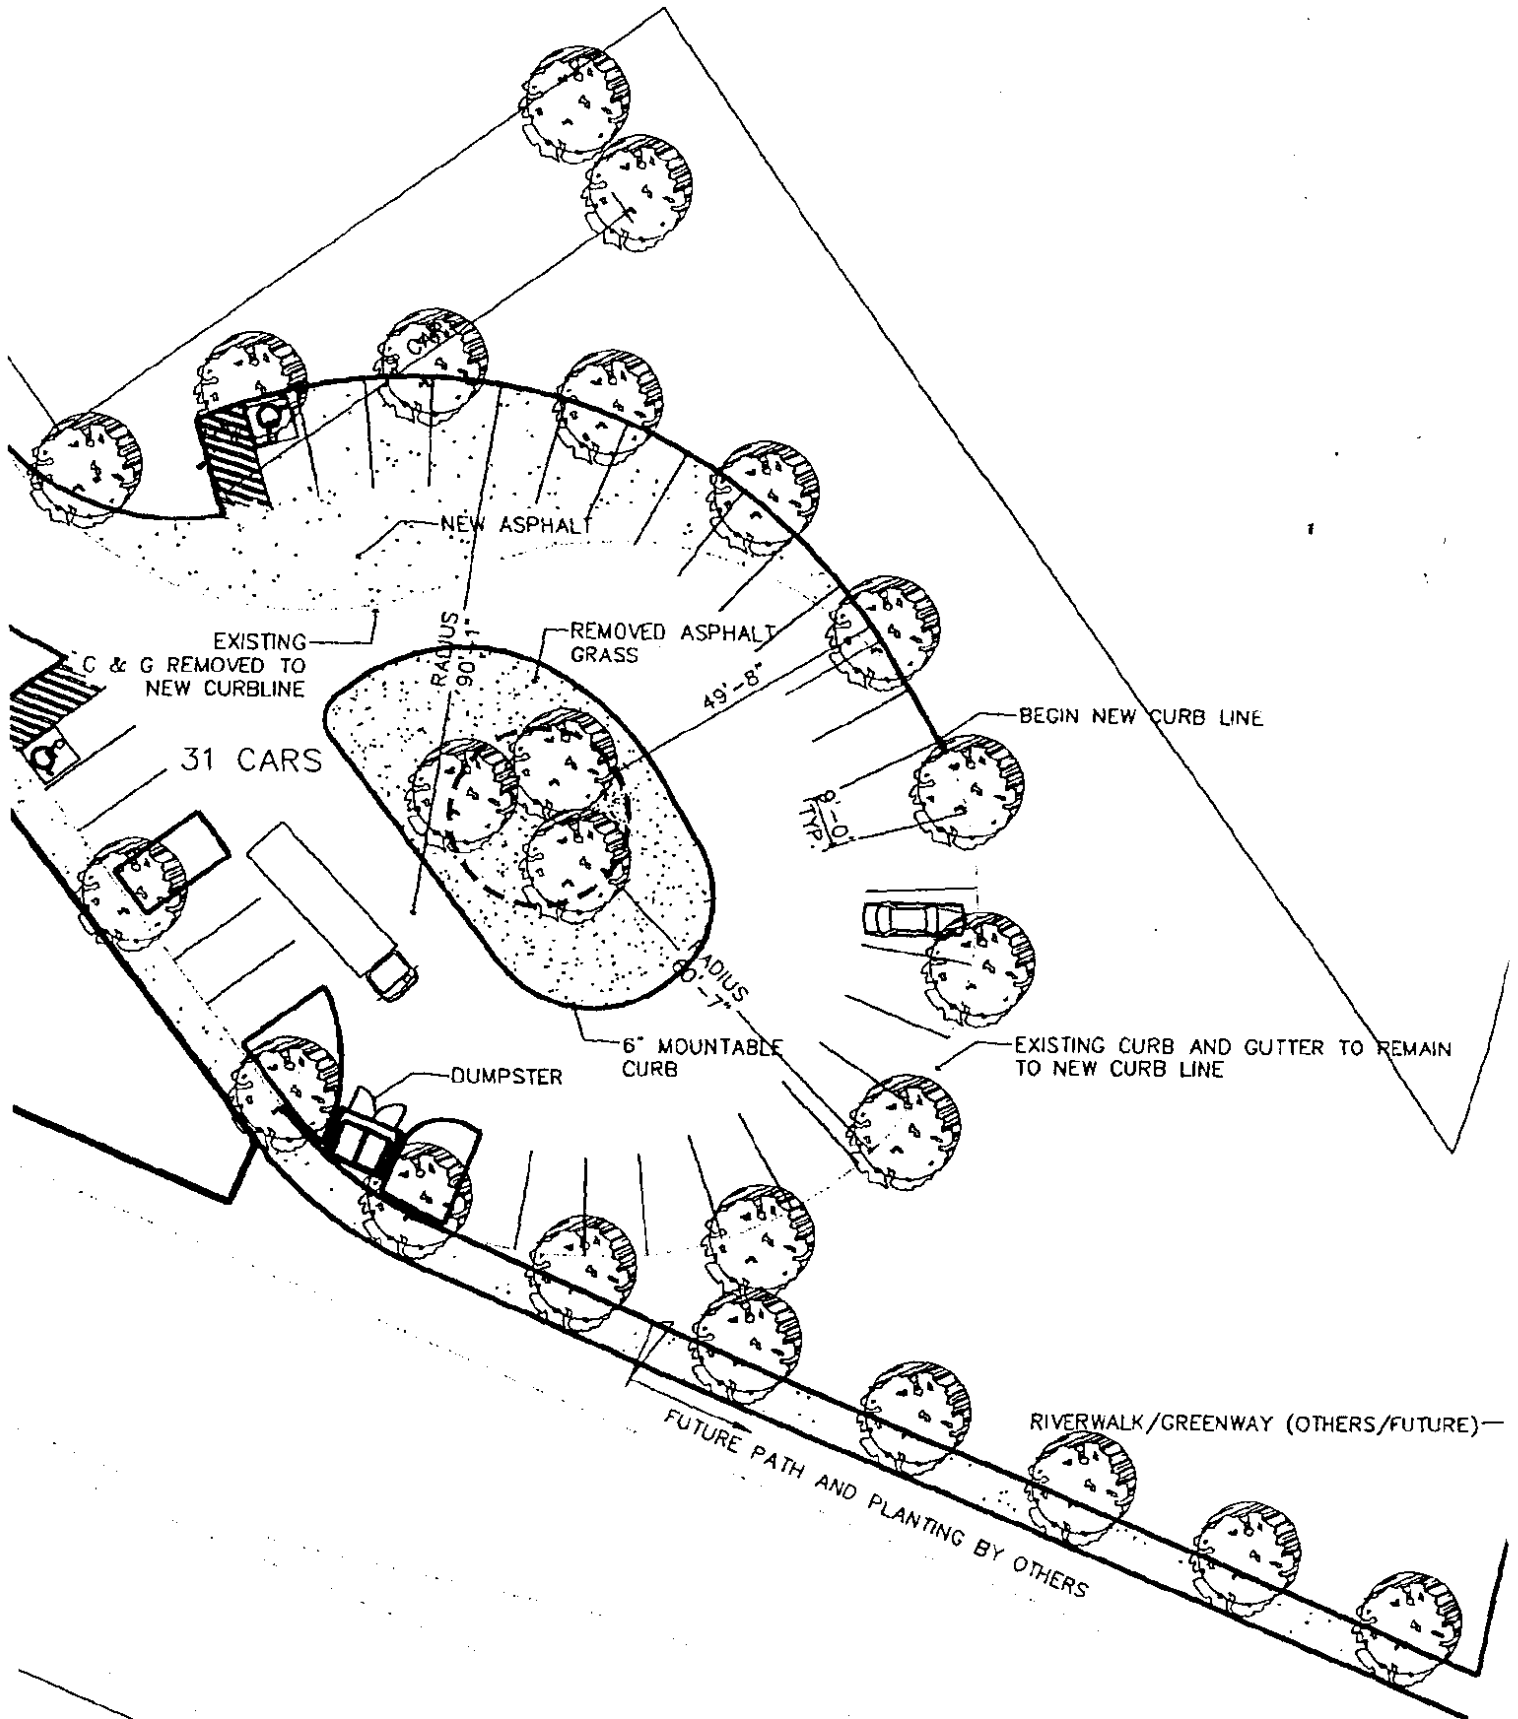 NEW ASPHALT
EXISTING
C & G REMOVED TO
NEW CURBLINE
RADIUS
90'-1"
REMOVED ASPHALT
GRASS
49'-8"
BEGIN NEW CURB LINE
31 CARS
9'-0"
TYP.
RADIUS
6" MOUNTABLE
CURB
EXISTING CURB AND GUTTER TO REMAIN
TO NEW CURB LINE
DUMPSTER
RIVERWALK/GREENWAY (OTHERS/FUTURE)
FUTURE PATH AND PLANTING BY OTHERS